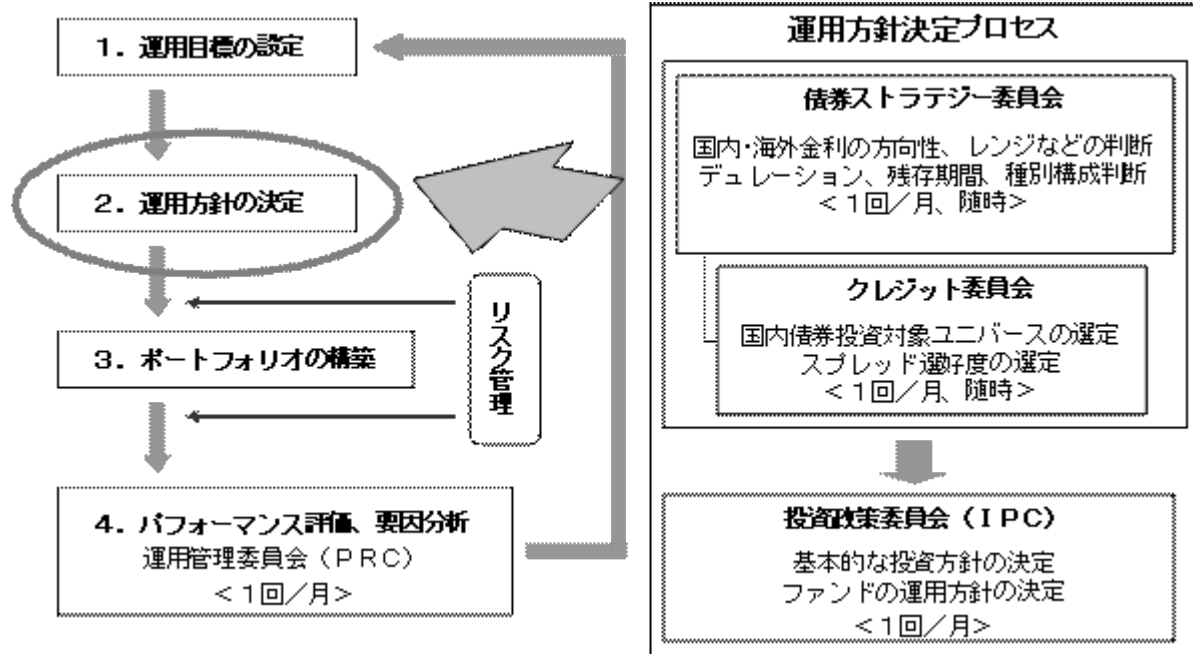 １．運用目標の設定
２．運用方針の決定
３．ポートフォリオの構築
リスク管理
４．パフォーマンス評価、要因分析
運用管理委員会（ＰＲＣ）
＜１回／月＞
運用方針決定プロセス
債券ストラテジー委員会
国内・海外金利の方向性、レンジなどの判断
デュレーション、残存期間、種別構成判断
＜１回／月、随時＞
クレジット委員会
国内債券投資対象ユニバースの選定
スプレッド選好度の選定
＜１回／月、随時＞
投資政策委員会（ＩＰＣ）
基本的な投資方針の決定
ファンドの運用方針の決定
＜１回／月＞